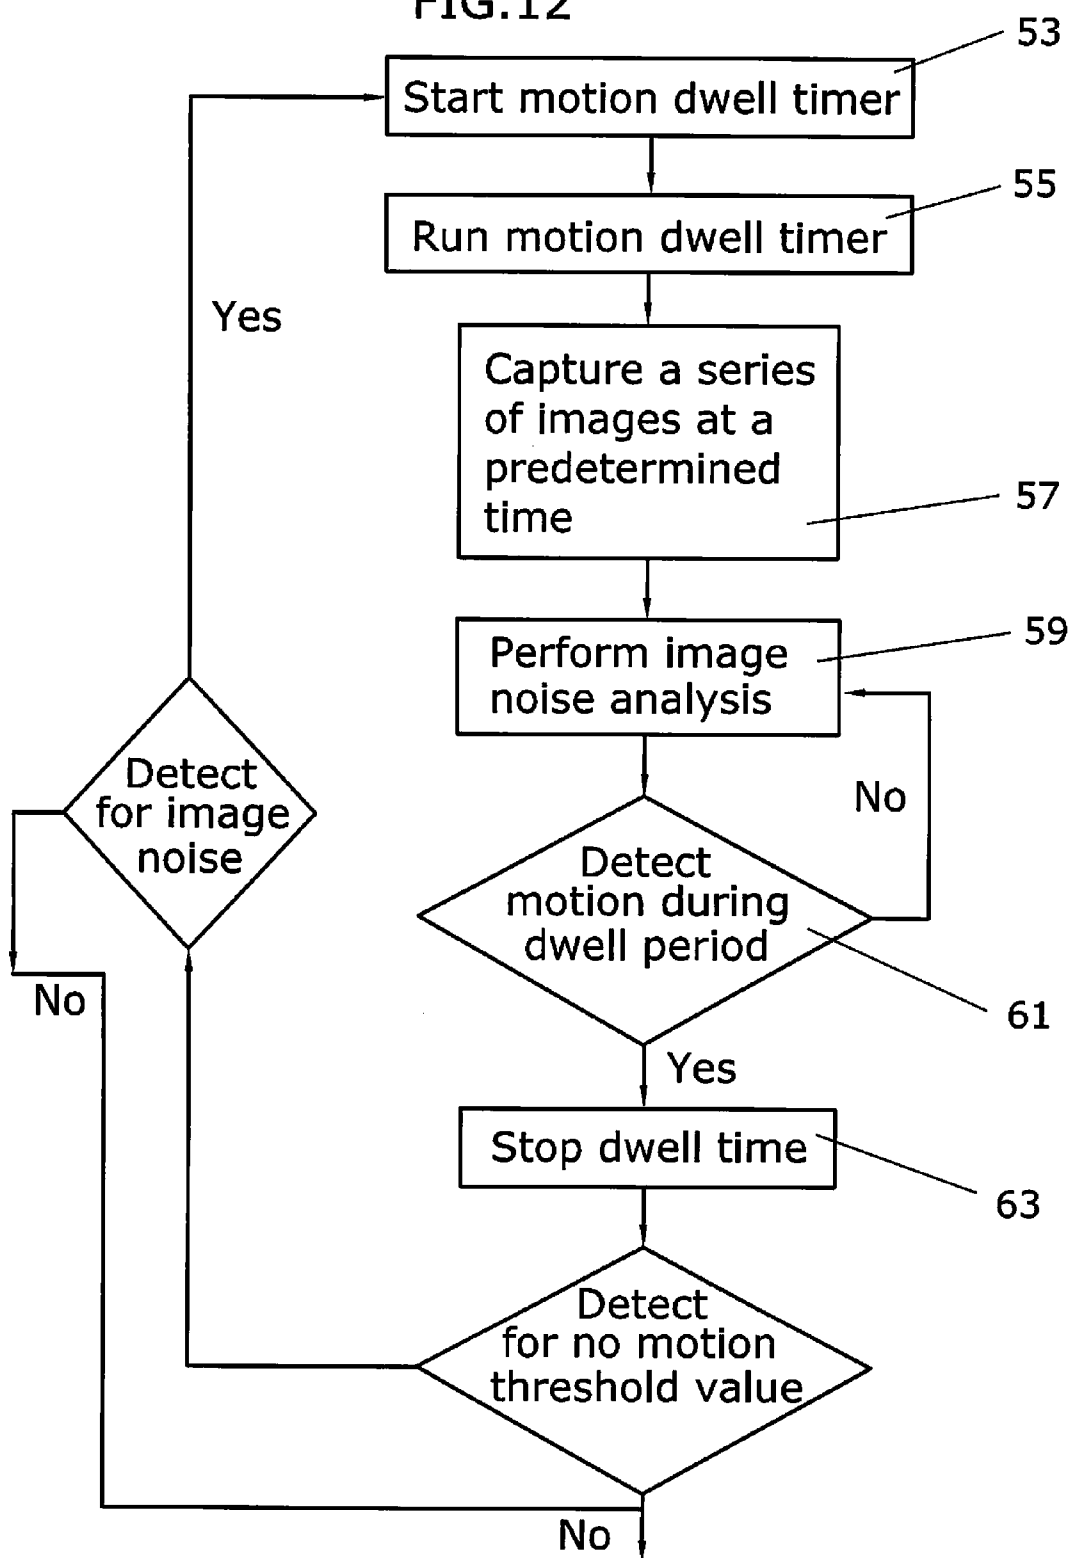 FIG.12
53
Start motion dwell timer
55
Run motion dwell timer
Yes
Capture a series
of images at a
predetermined
time
57
59
Perform image
noise analysis
No
Detect
for image
noise
Detect
motion during
dwell period
No
61
Yes
Stop dwell time
63
Detect
for no motion
threshold value
No